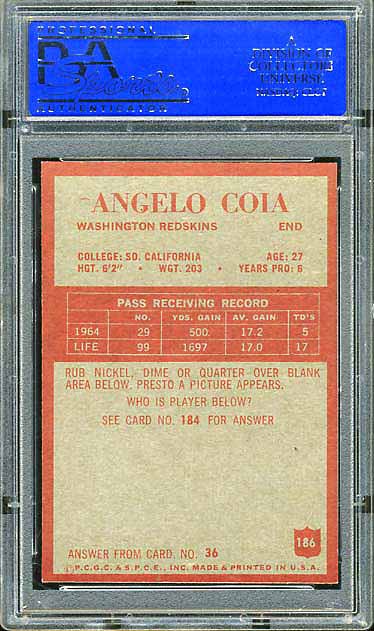 PROFESSIONAL
PSA
AUTHENTICATOR
A
DIVISION OF
COLLECTORS
UNIVERSE
NASDAQ: CLCT
ANGELO COIA
WASHINGTON REDSKINS END
COLLEGE: SO. CALIFORNIA AGE: 27
HGT. 6'2" • WGT. 203 • YEARS PRO: 6
PASS RECEIVING RECORD
NO. YDS. GAIN AV. GAIN TD'S
1964 29 500. 17.2 5
LIFE 99 1697 17.0 17
RUB NICKEL, DIME OR QUARTER OVER BLANK
AREA BELOW. PRESTO A PICTURE APPEARS.
WHO IS PLAYER BELOW?
SEE CARD NO. 184 FOR ANSWER
186
ANSWER FROM CARD NO. 36
P.C.G.C. & S.P.C.E., INC. MADE & PRINTED IN U.S.A.